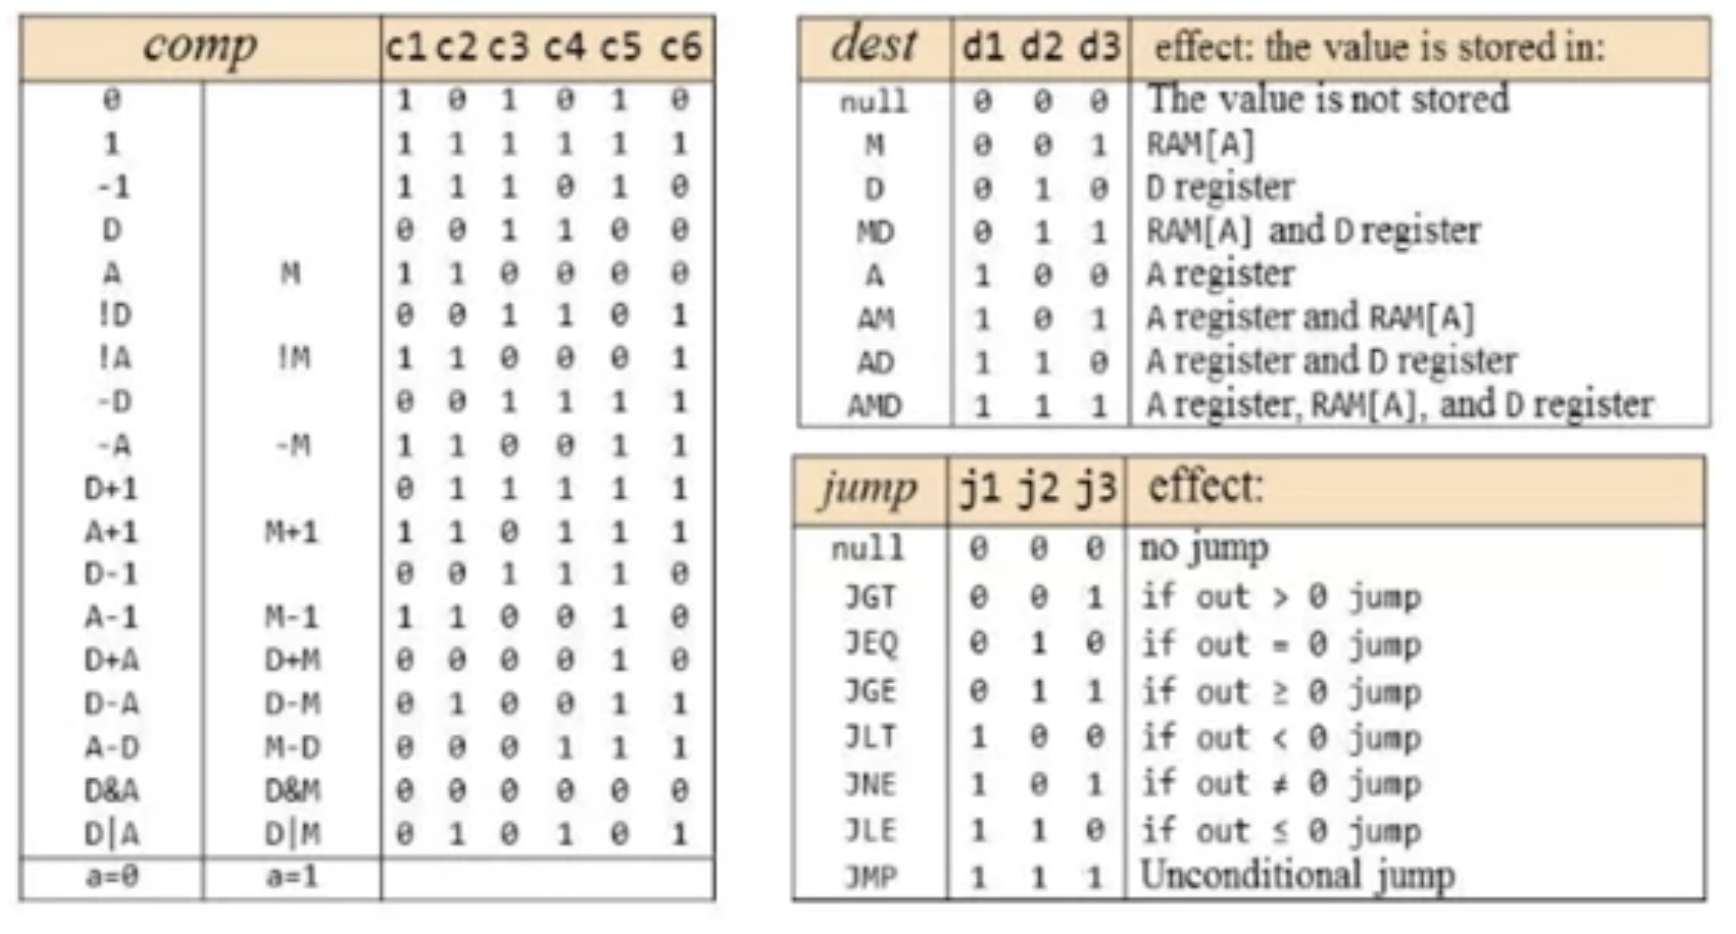 comp c1 c2 c3 c4 c5 c6
0 1 0 1 0 1 0
1 1 1 1 1 1 1
-1 1 1 1 0 1 0
D 0 0 1 1 0 0
A M 1 1 0 0 0 0
!D 0 0 1 1 0 1
!A !M 1 1 0 0 0 1
-D 0 0 1 1 1 1
-A -M 1 1 0 0 1 1
D+1 0 1 1 1 1 1
A+1 M+1 1 1 0 1 1 1
D-1 0 0 1 1 1 0
A-1 M-1 1 1 0 0 1 0
D+A D+M 0 0 0 0 1 0
D-A D-M 0 1 0 0 1 1
A-D M-D 0 0 0 1 1 1
D&A D&M 0 0 0 0 0 0
D|A D|M 0 1 0 1 0 1
a=0 a=1
dest d1 d2 d3 effect: the value is stored in:
null 0 0 0 The value is not stored
M 0 0 1 RAM[A]
D 0 1 0 D register
MD 0 1 1 RAM[A] and D register
A 1 0 0 A register
AM 1 0 1 A register and RAM[A]
AD 1 1 0 A register and D register
AMD 1 1 1 A register, RAM[A], and D register
jump j1 j2 j3 effect:
null 0 0 0 no jump
JGT 0 0 1 if out > 0 jump
JEQ 0 1 0 if out = 0 jump
JGE 0 1 1 if out ≥ 0 jump
JLT 1 0 0 if out < 0 jump
JNE 1 0 1 if out ≠ 0 jump
JLE 1 1 0 if out ≤ 0 jump
JMP 1 1 1 Unconditional jump